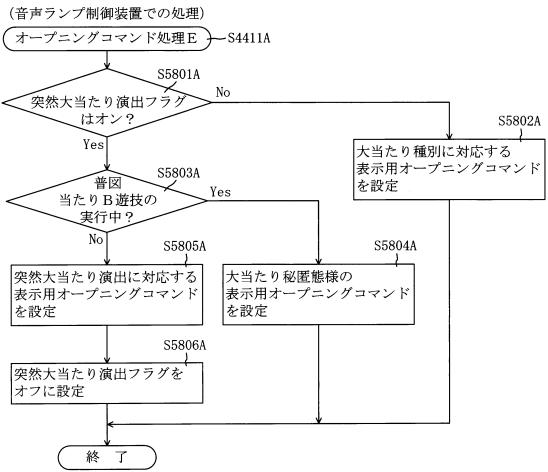 (音声ランプ制御装置での処理)
オープニングコマンド処理E
S4411A
S5801A
突然大当たり演出フラグ
はオン?
No
Yes
S5802A
大当たり種別に対応する
表示用オープニングコマンド
を設定
S5803A
普図
当たりB遊技の
実行中?
Yes
No
S5805A
突然大当たり演出に対応する
表示用オープニングコマンド
を設定
S5804A
大当たり秘匿態様の
表示用オープニングコマンド
を設定
S5806A
突然大当たり演出フラグを
オフに設定
終 了